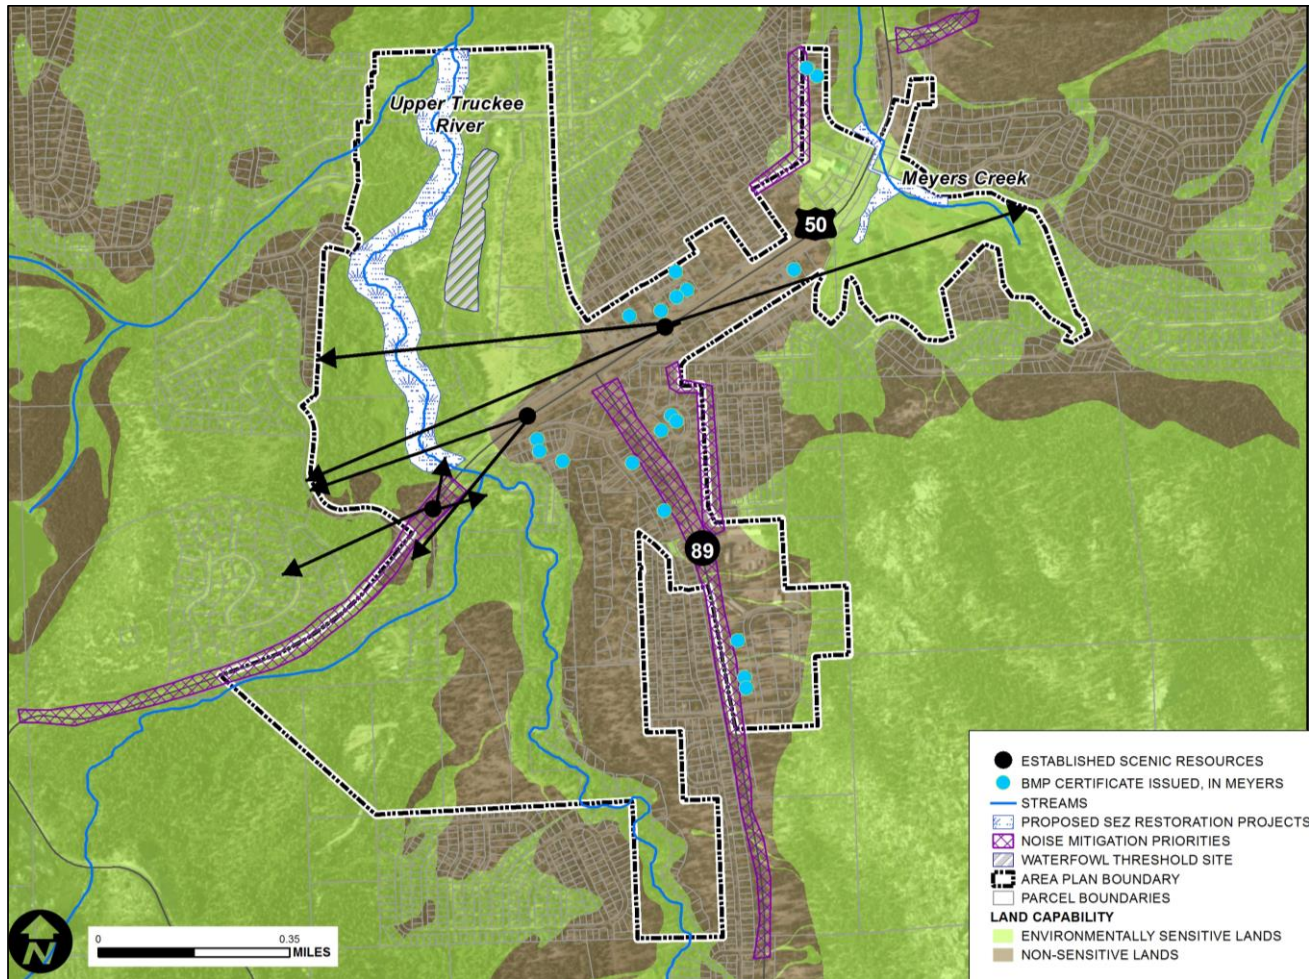 Upper Truckee
River
Meyers Creek
50
89
ESTABLISHED SCENIC RESOURCES
BMP CERTIFICATE ISSUED, IN MEYERS
STREAMS
PROPOSED SEZ RESTORATION PROJECTS
NOISE MITIGATION PRIORITIES
WATERFOWL THRESHOLD SITE
AREA PLAN BOUNDARY
PARCEL BOUNDARIES
LAND CAPABILITY
ENVIRONMENTALLY SENSITIVE LANDS
NON-SENSITIVE LANDS
N
0 0.35
MILES